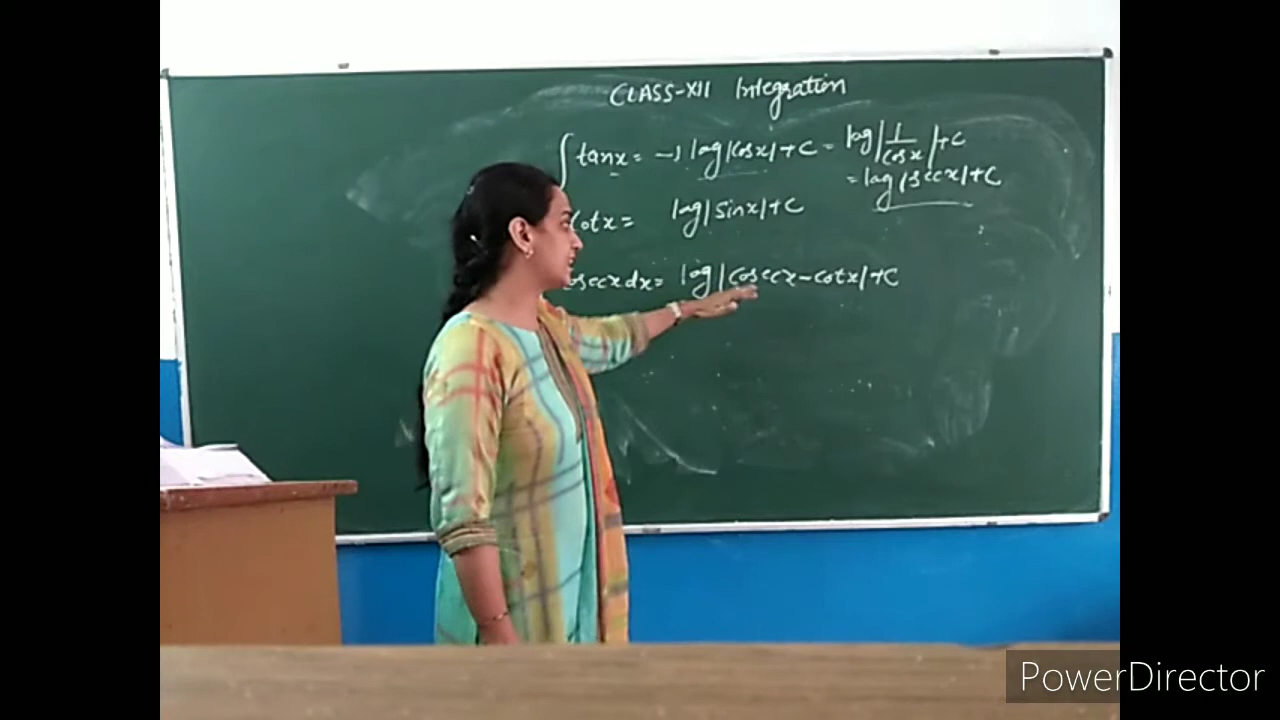 CLASS-XII Integration
∫tanx = -1 log|cosx|+C = log|1/cosx|+C
= log|secx|+C
cotx = log|sinx|+C
osecx dx = log|cosecx-cotx|+C
PowerDirector